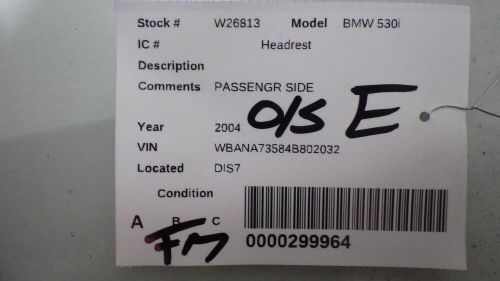 Stock # W26813 Model BMW 530i
IC # Headrest
Description
Comments PASSENGR SIDE
O/S E
Year 2004
VIN WBANA73584B802032
Located DIS7
Condition
A B C
FM
0000299964